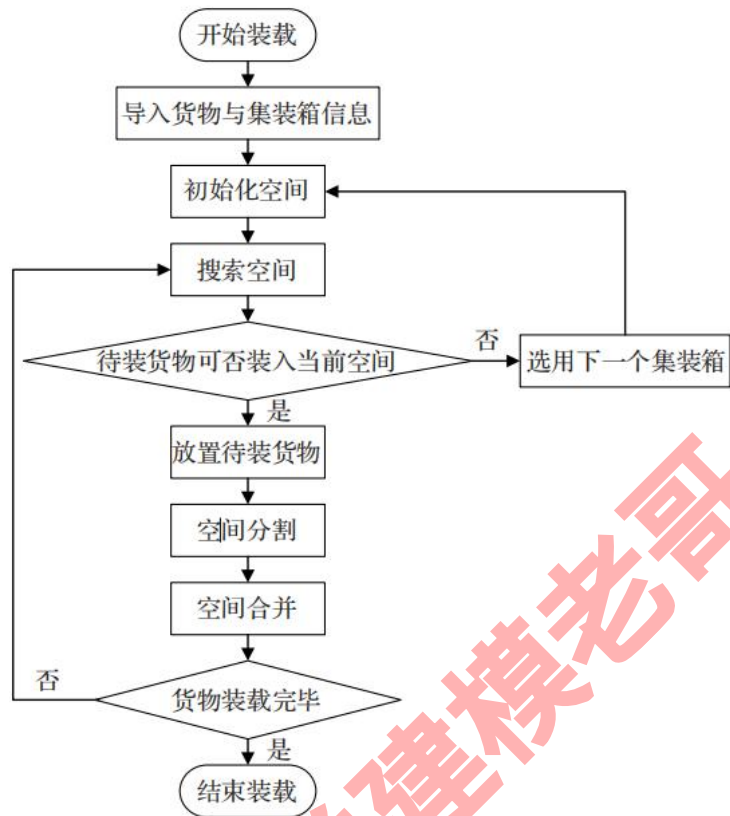 开始装载
导入货物与集装箱信息
初始化空间
搜索空间
待装货物可否装入当前空间
否
选用下一个集装箱
是
放置待装货物
空间分割
空间合并
否
货物装载完毕
是
结束装载
建模老哥